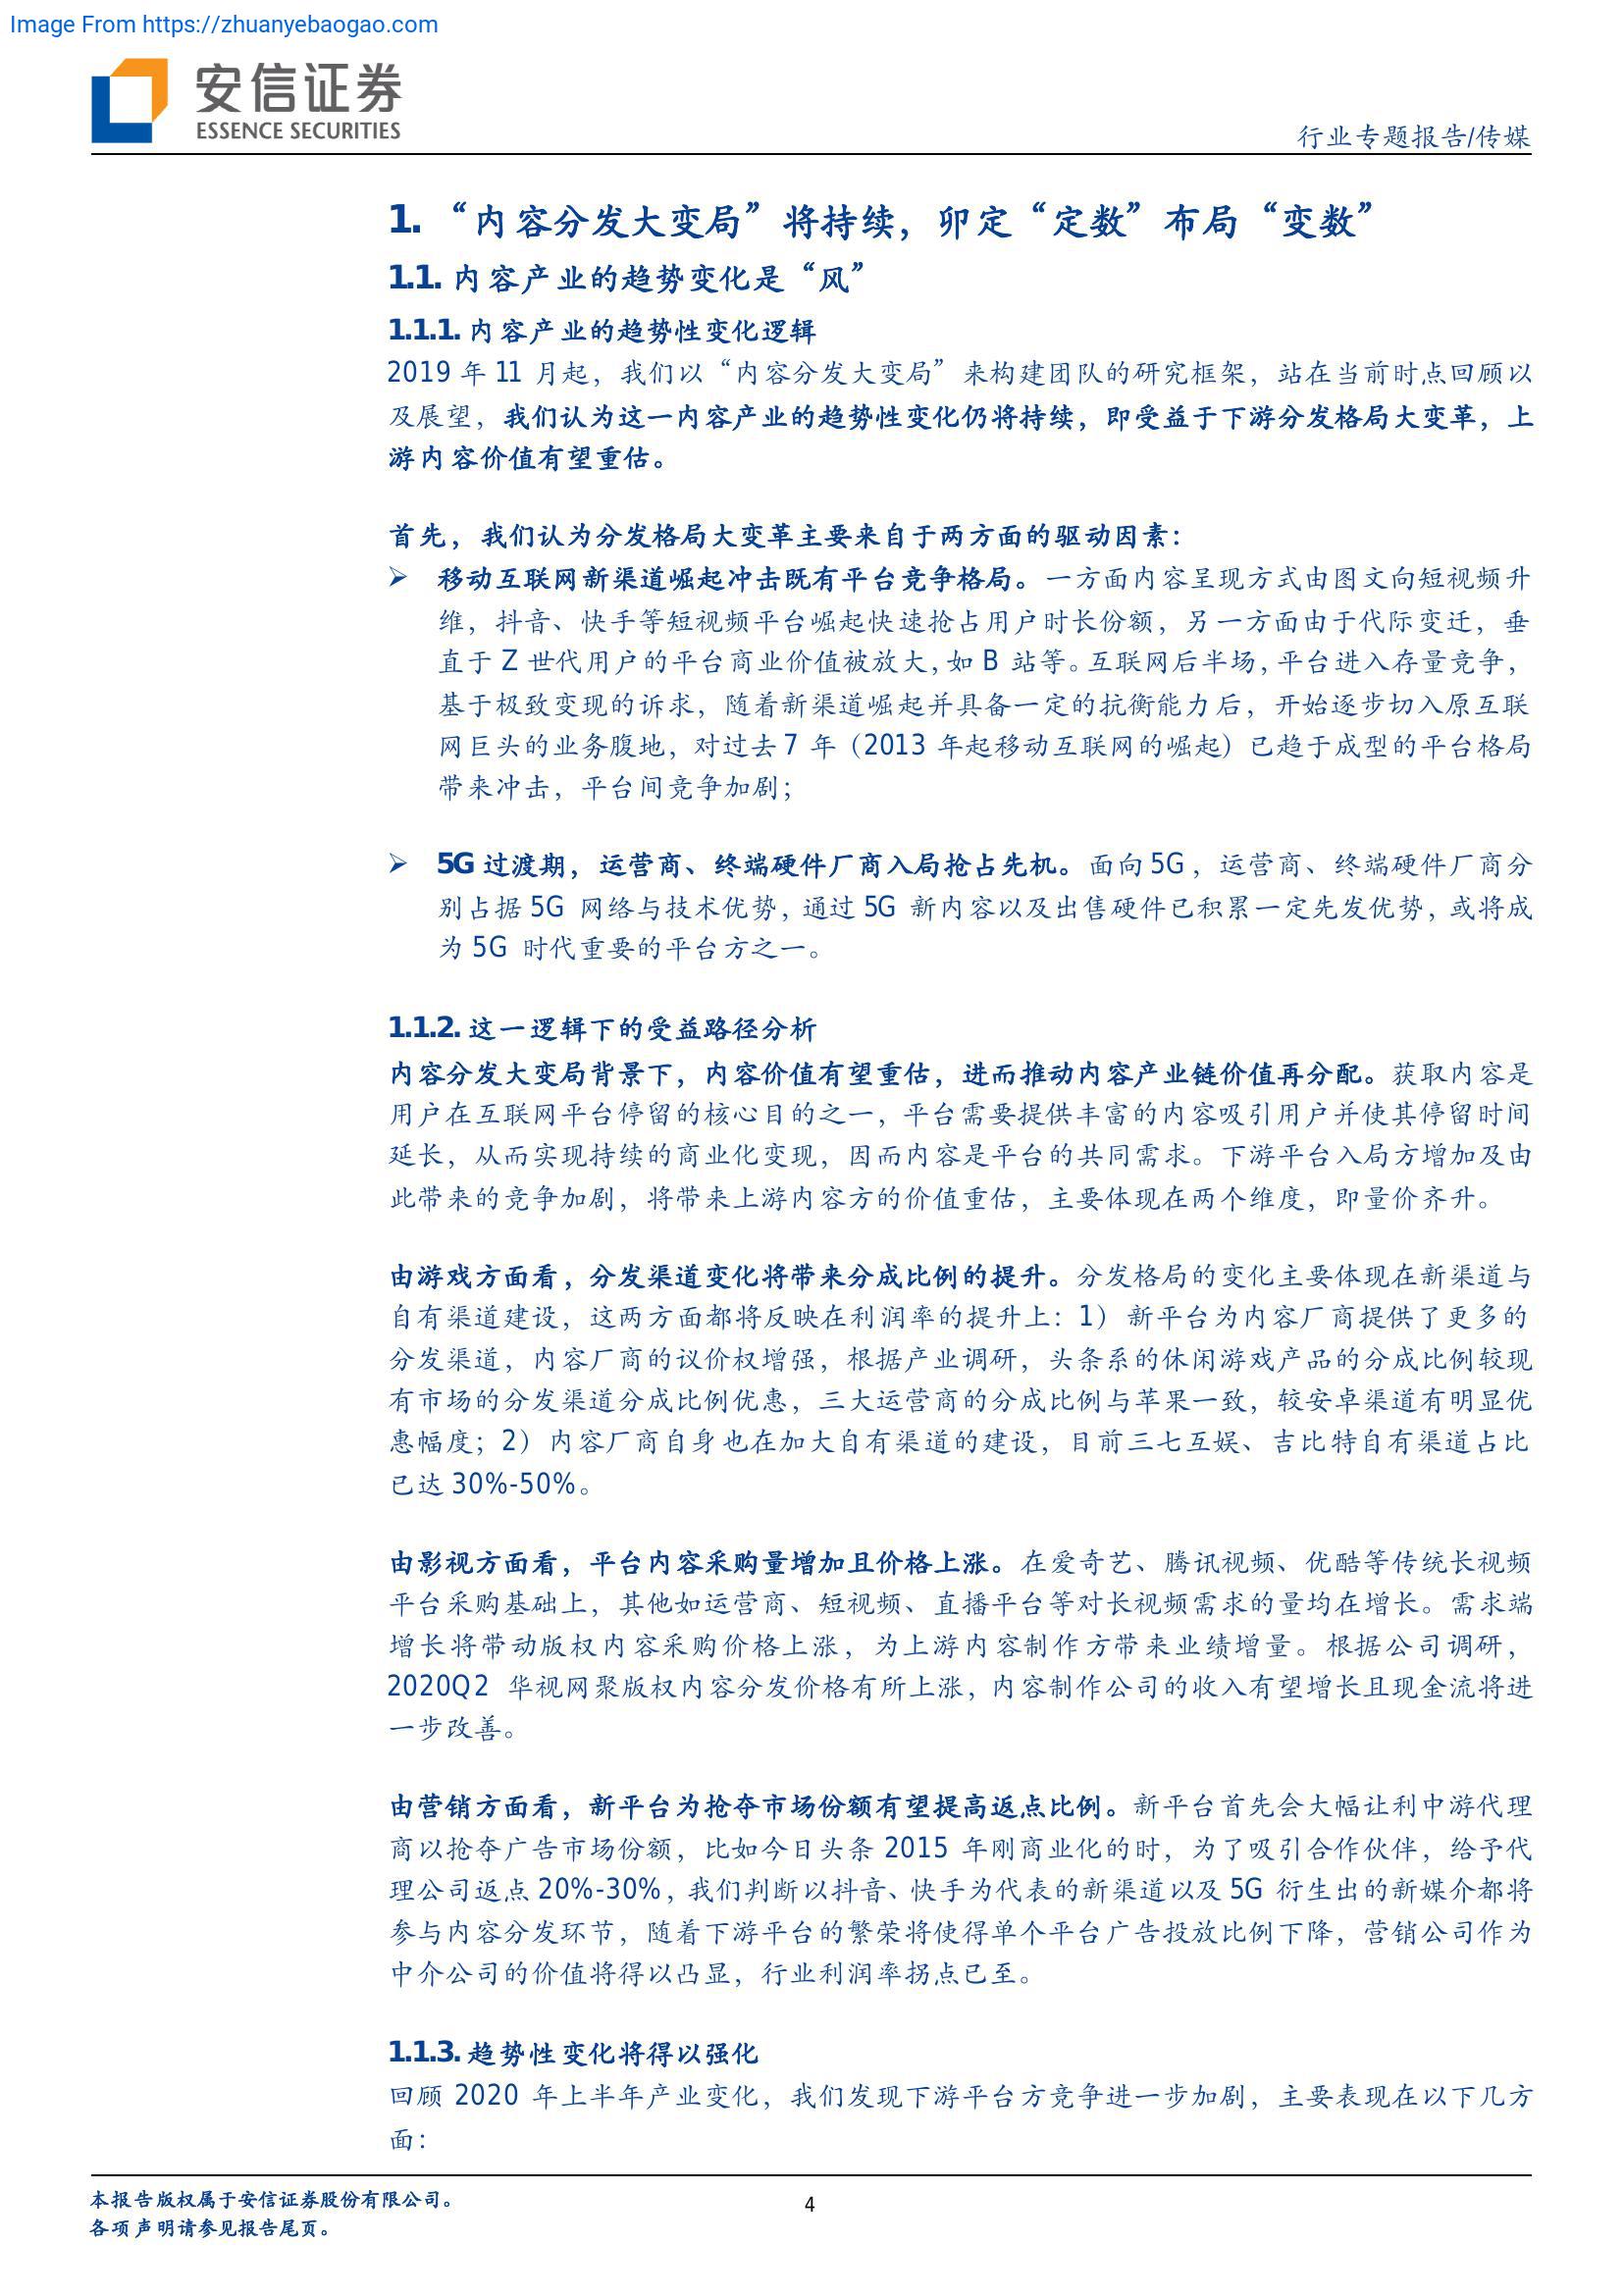 Image From https://zhuanyebaogao.com
安信证券
ESSENCE SECURITIES
行业专题报告/传媒
1. “内容分发大变局”将持续，卯定“定数”布局“变数”
1.1. 内容产业的趋势变化是“风”
1.1.1. 内容产业的趋势性变化逻辑
2019 年 11 月起，我们以“内容分发大变局”来构建团队的研究框架，站在当前时点回顾以
及展望，我们认为这一内容产业的趋势性变化仍将持续，即受益于下游分发格局大变革，上
游内容价值有望重估。
首先，我们认为分发格局大变革主要来自于两方面的驱动因素：
➢ 移动互联网新渠道崛起冲击既有平台竞争格局。一方面内容呈现方式由图文向短视频升
维，抖音、快手等短视频平台崛起快速抢占用户时长份额，另一方面由于代际变迁，垂
直于 Z 世代用户的平台商业价值被放大，如 B 站等。互联网后半场，平台进入存量竞争，
基于极致变现的诉求，随着新渠道崛起并具备一定的抗衡能力后，开始逐步切入原互联
网巨头的业务腹地，对过去 7 年（2013 年起移动互联网的崛起）已趋于成型的平台格局
带来冲击，平台间竞争加剧；
➢ 5G 过渡期，运营商、终端硬件厂商入局抢占先机。面向 5G，运营商、终端硬件厂商分
别占据 5G 网络与技术优势，通过 5G 新内容以及出售硬件已积累一定先发优势，或将成
为 5G 时代重要的平台方之一。
1.1.2. 这一逻辑下的受益路径分析
内容分发大变局背景下，内容价值有望重估，进而推动内容产业链价值再分配。获取内容是
用户在互联网平台停留的核心目的之一，平台需要提供丰富的内容吸引用户并使其停留时间
延长，从而实现持续的商业化变现，因而内容是平台的共同需求。下游平台入局方增加及由
此带来的竞争加剧，将带来上游内容方的价值重估，主要体现在两个维度，即量价齐升。
由游戏方面看，分发渠道变化将带来分成比例的提升。分发格局的变化主要体现在新渠道与
自有渠道建设，这两方面都将反映在利润率的提升上：1）新平台为内容厂商提供了更多的
分发渠道，内容厂商的议价权增强，根据产业调研，头条系的休闲游戏产品的分成比例较现
有市场的分发渠道分成比例优惠，三大运营商的分成比例与苹果一致，较安卓渠道有明显优
惠幅度；2）内容厂商自身也在加大自有渠道的建设，目前三七互娱、吉比特自有渠道占比
已达 30%-50%。
由影视方面看，平台内容采购量增加且价格上涨。在爱奇艺、腾讯视频、优酷等传统长视频
平台采购基础上，其他如运营商、短视频、直播平台等对长视频需求的量均在增长。需求端
增长将带动版权内容采购价格上涨，为上游内容制作方带来业绩增量。根据公司调研，
2020Q2 华视网聚版权内容分发价格有所上涨，内容制作公司的收入有望增长且现金流将进
一步改善。
由营销方面看，新平台为抢夺市场份额有望提高返点比例。新平台首先会大幅让利中游代理
商以抢夺广告市场份额，比如今日头条 2015 年刚商业化的时，为了吸引合作伙伴，给予代
理公司返点 20%-30%，我们判断以抖音、快手为代表的新渠道以及 5G 衍生出的新媒介都将
参与内容分发环节，随着下游平台的繁荣将使得单个平台广告投放比例下降，营销公司作为
中介公司的价值将得以凸显，行业利润率拐点已至。
1.1.3. 趋势性变化将得以强化
回顾 2020 年上半年产业变化，我们发现下游平台方竞争进一步加剧，主要表现在以下几方
面：
本报告版权属于安信证券股份有限公司。
4
各项声明请参见报告尾页。